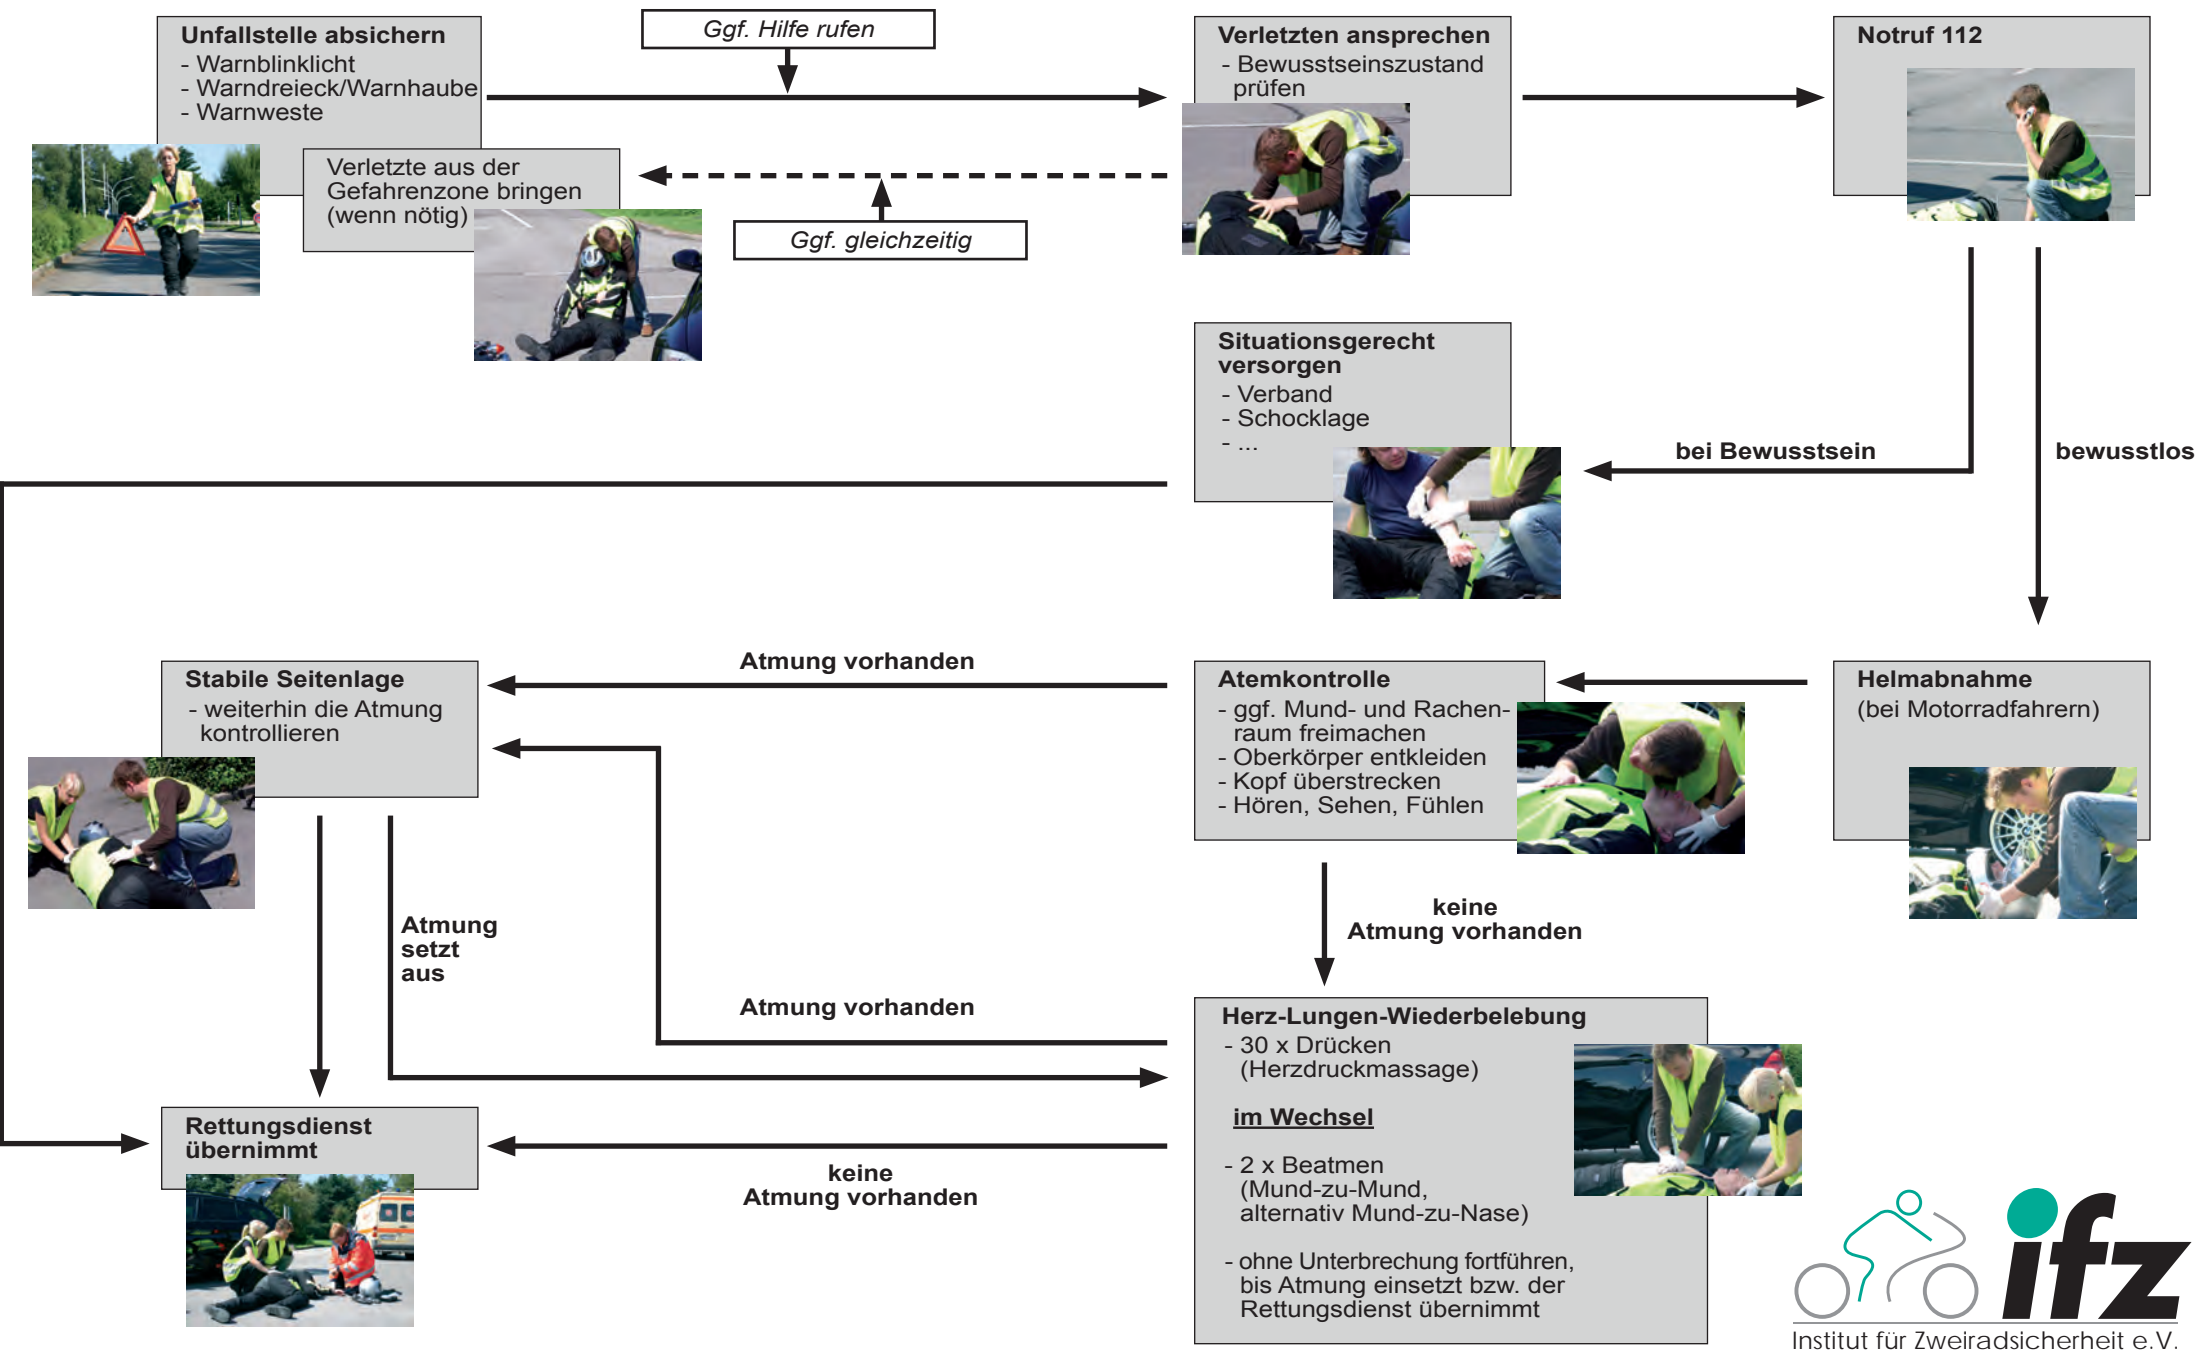 Unfallstelle absichern
- Warnblinklicht
- Warndreieck/Warnhaube
- Warnweste
Verletzte aus der
Gefahrenzone bringen
(wenn nötig)
Ggf. Hilfe rufen
Ggf. gleichzeitig
Verletzten ansprechen
- Bewusstseinszustand
prüfen
Notruf 112
Situationsgerecht
versorgen
- Verband
- Schocklage
- ...
bei Bewusstsein
bewusstlos
Helmabnahme
(bei Motorradfahrern)
Atemkontrolle
- ggf. Mund- und Rachen-
raum freimachen
- Oberkörper entkleiden
- Kopf überstrecken
- Hören, Sehen, Fühlen
Atmung vorhanden
Stabile Seitenlage
- weiterhin die Atmung
kontrollieren
Atmung
setzt
aus
keine
Atmung vorhanden
Atmung vorhanden
Herz-Lungen-Wiederbelebung
- 30 x Drücken
(Herzdruckmassage)
im Wechsel
- 2 x Beatmen
(Mund-zu-Mund,
alternativ Mund-zu-Nase)
- ohne Unterbrechung fortführen,
bis Atmung einsetzt bzw. der
Rettungsdienst übernimmt
keine
Atmung vorhanden
Rettungsdienst
übernimmt
ifz
Institut für Zweiradsicherheit e.V.